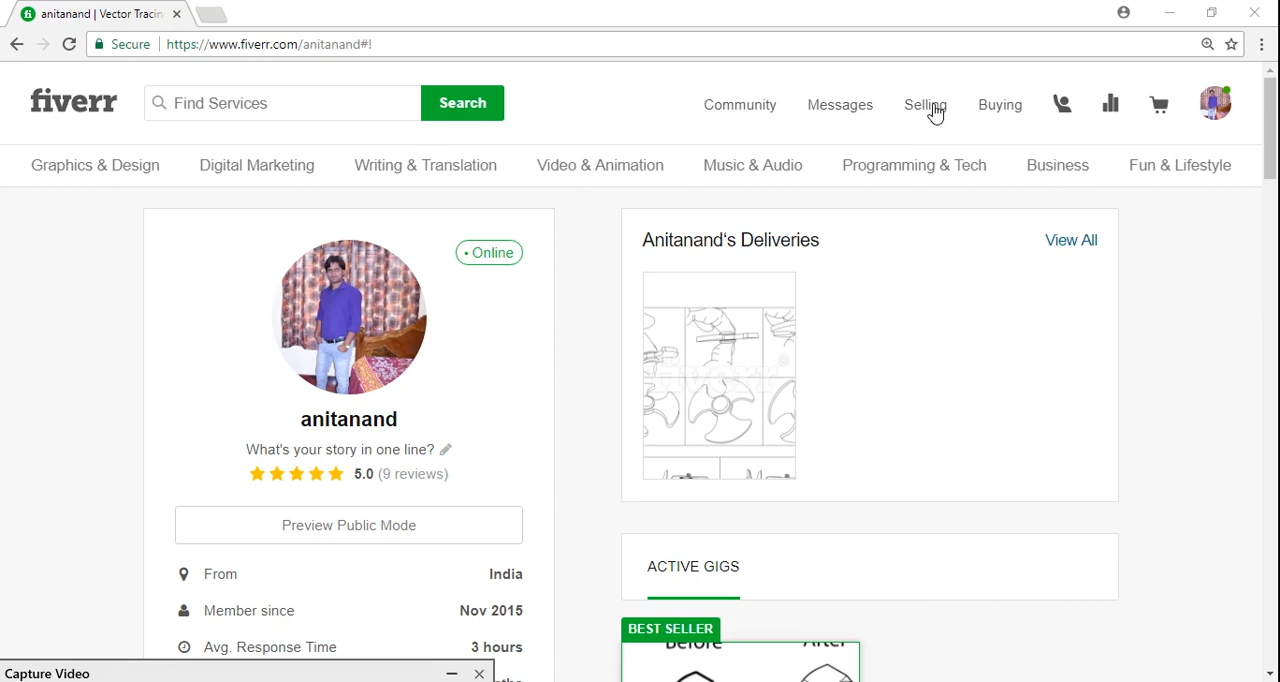 anitanand | Vector Tracin
Secure https://www.fiverr.com/anitanand#!
fiverr
Find Services
Search
Community
Messages
Selling
Buying
Graphics & Design
Digital Marketing
Writing & Translation
Video & Animation
Music & Audio
Programming & Tech
Business
Fun & Lifestyle
• Online
anitanand
What's your story in one line?
5.0 (9 reviews)
Preview Public Mode
From India
Member since Nov 2015
Avg. Response Time 3 hours
Anitanand's Deliveries
View All
fiverr
ACTIVE GIGS
BEST SELLER
Before After
Capture Video